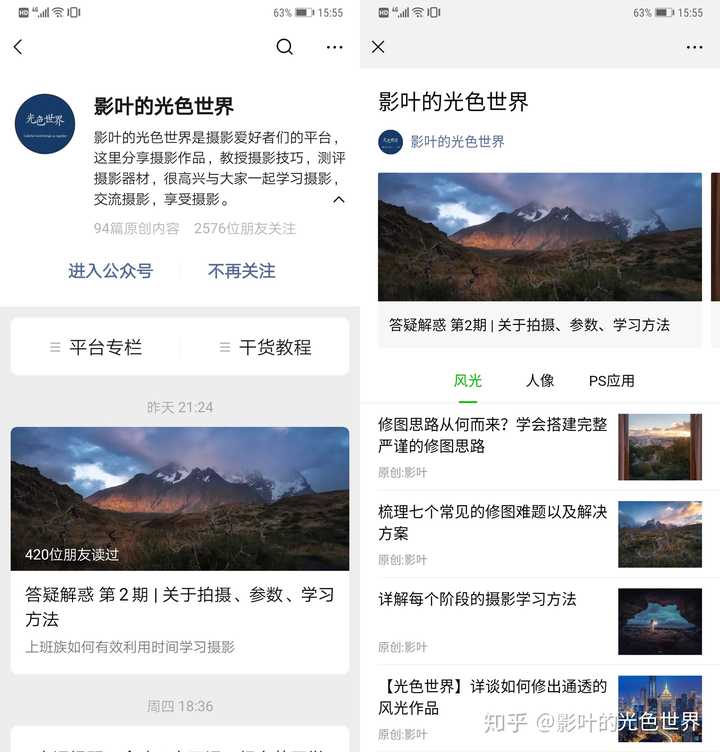 HD 46 63% 15:55
影叶的光色世界
光色世界
影叶的光色世界是摄影爱好者们的平台，
这里分享摄影作品，教授摄影技巧，测评
摄影器材，很高兴与大家一起学习摄影，
交流摄影，享受摄影。
94篇原创内容 2576位朋友关注
进入公众号 不再关注
平台专栏 干货教程
昨天 21:24
420位朋友读过
答疑解惑 第 2 期 | 关于拍摄、参数、学习
方法
上班族如何有效利用时间学习摄影
周四 18:36
HD 46 63% 15:55
影叶的光色世界
影叶的光色世界
答疑解惑 第2期 | 关于拍摄、参数、学习方法
风光 人像 PS应用
修图思路从何而来？学会搭建完整
严谨的修图思路
原创:影叶
梳理七个常见的修图难题以及解决
方案
原创:影叶
详解每个阶段的摄影学习方法
原创:影叶
【光色世界】详谈如何修出通透的
风光作品
原创:影叶
知乎 @影叶的光色世界